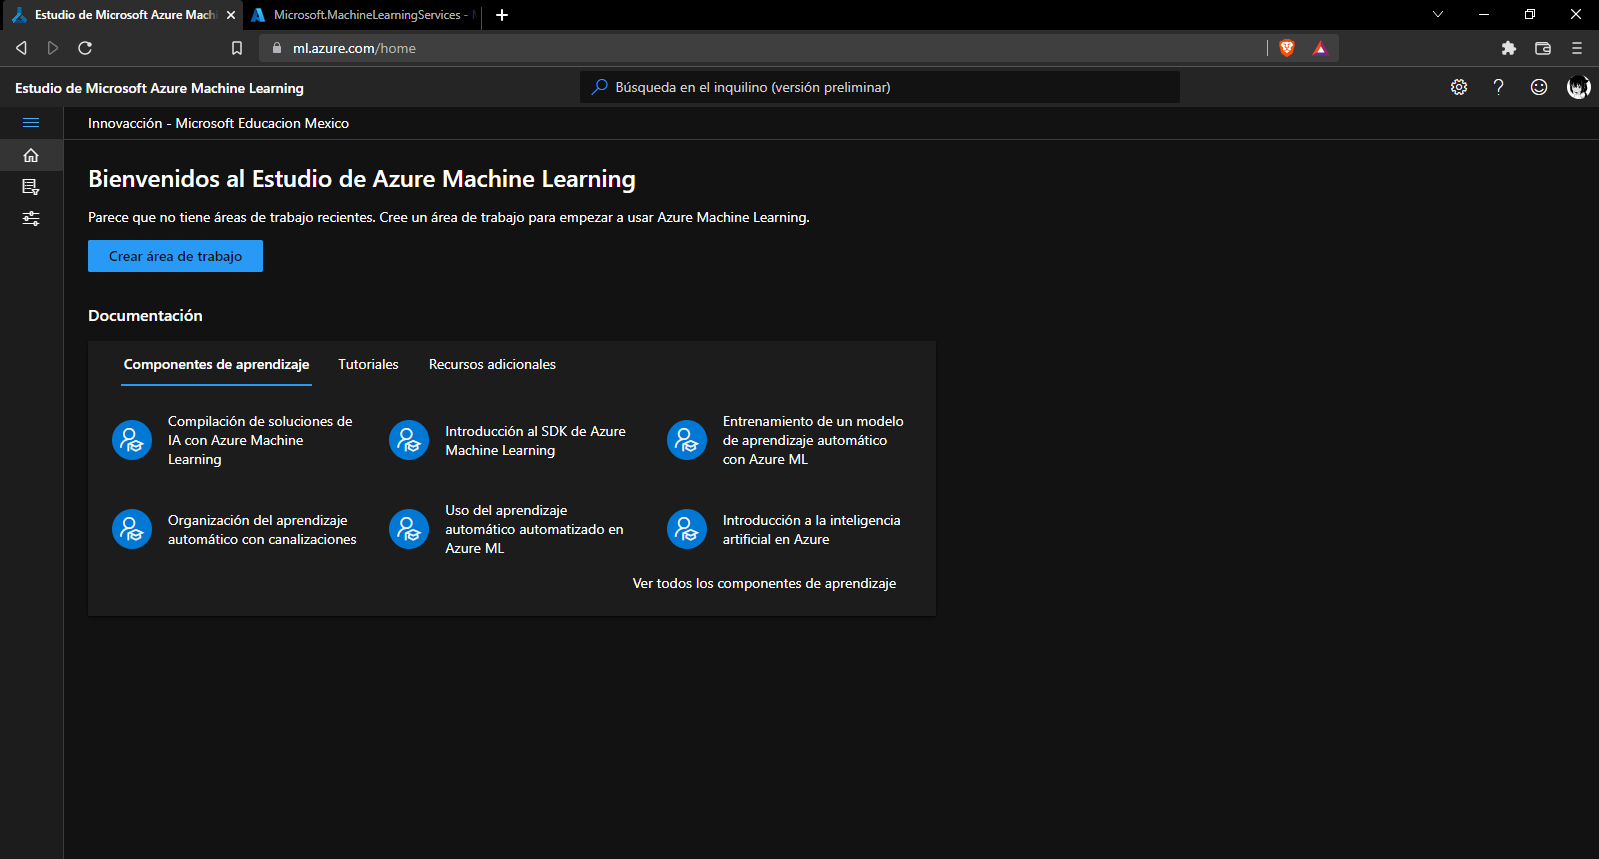 Estudio de Microsoft Azure Machi
Microsoft.MachineLearningServices -
ml.azure.com/home
Estudio de Microsoft Azure Machine Learning
Búsqueda en el inquilino (versión preliminar)
Innovacción - Microsoft Educacion Mexico
Bienvenidos al Estudio de Azure Machine Learning
Parece que no tiene áreas de trabajo recientes. Cree un área de trabajo para empezar a usar Azure Machine Learning.
Crear área de trabajo
Documentación
Componentes de aprendizaje
Tutoriales
Recursos adicionales
Compilación de soluciones de
IA con Azure Machine
Learning
Introducción al SDK de Azure
Machine Learning
Entrenamiento de un modelo
de aprendizaje automático
con Azure ML
Organización del aprendizaje
automático con canalizaciones
Uso del aprendizaje
automático automatizado en
Azure ML
Introducción a la inteligencia
artificial en Azure
Ver todos los componentes de aprendizaje